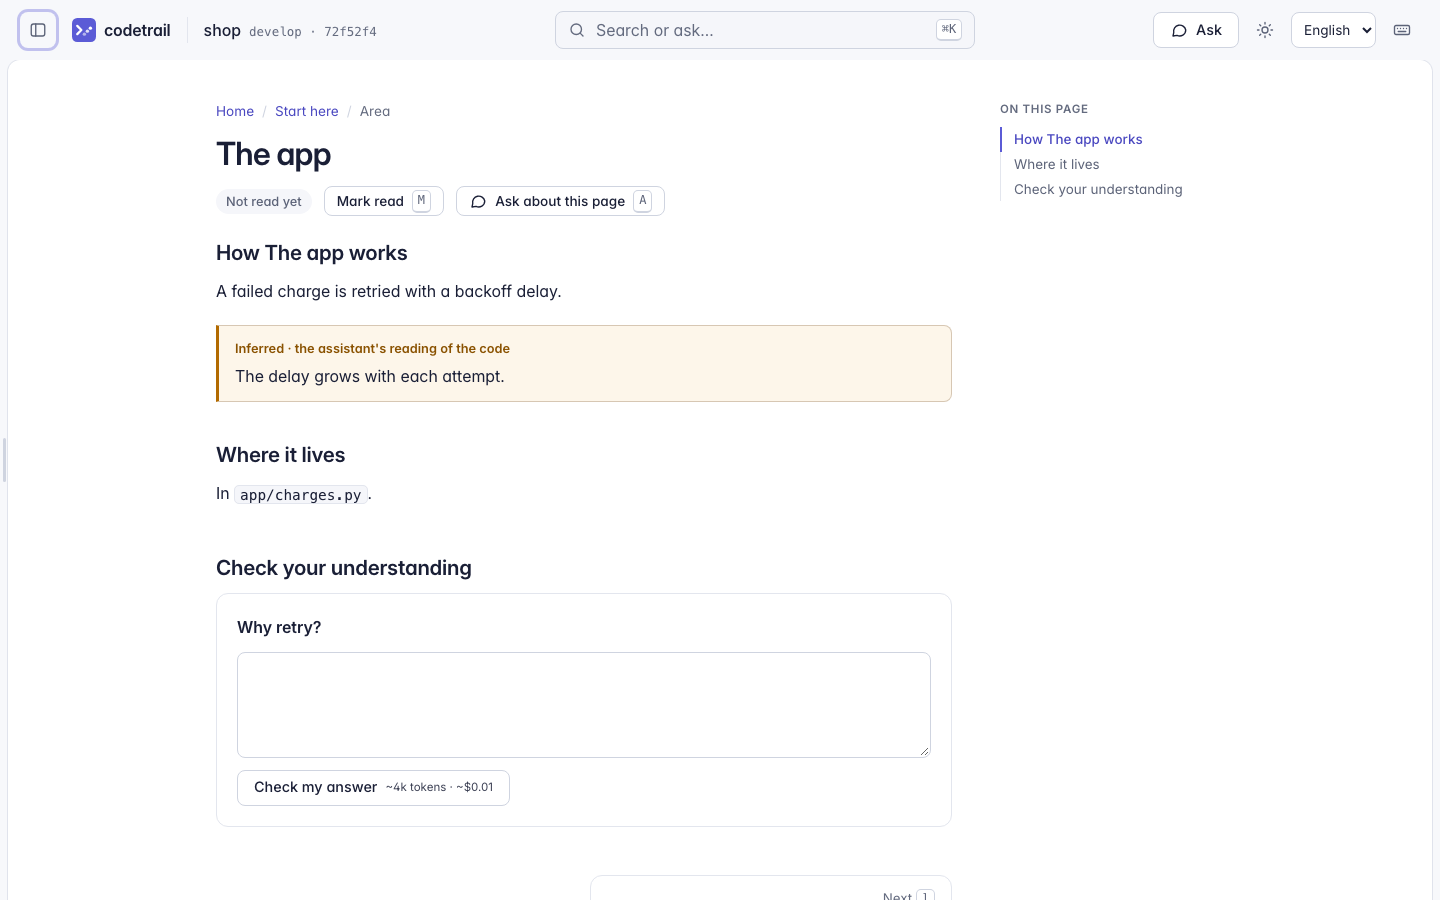 codetrail
shop develop · 72f52f4
Search or ask... ⌘K
Ask
English
Home / Start here / Area
The app
Not read yet
Mark read M
Ask about this page A
How The app works
A failed charge is retried with a backoff delay.
Inferred · the assistant's reading of the code
The delay grows with each attempt.
Where it lives
In app/charges.py.
Check your understanding
Why retry?
Check my answer ~4k tokens · ~$0.01
Next ]
ON THIS PAGE
How The app works
Where it lives
Check your understanding